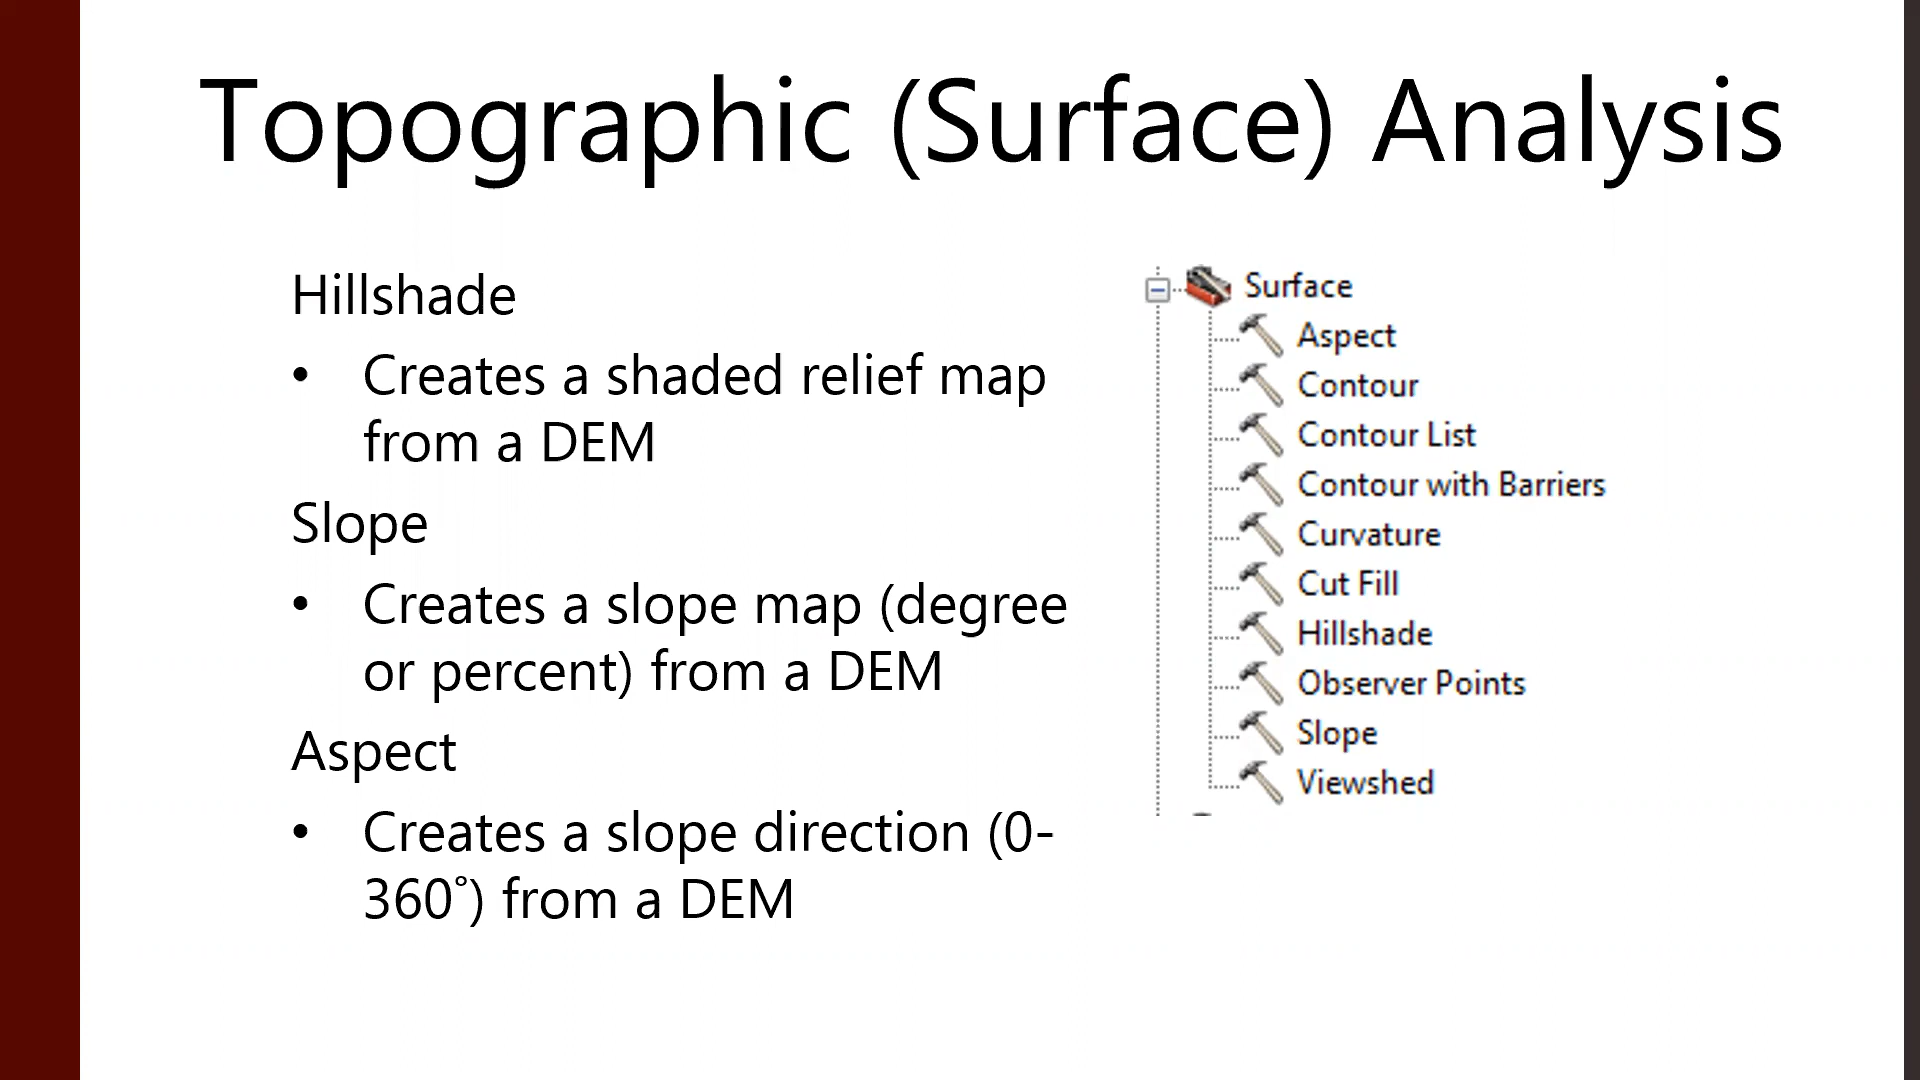 Topographic (Surface) Analysis
Hillshade
• Creates a shaded relief map
from a DEM
Slope
• Creates a slope map (degree
or percent) from a DEM
Aspect
• Creates a slope direction (0-
360˚) from a DEM
Surface
Aspect
Contour
Contour List
Contour with Barriers
Curvature
Cut Fill
Hillshade
Observer Points
Slope
Viewshed